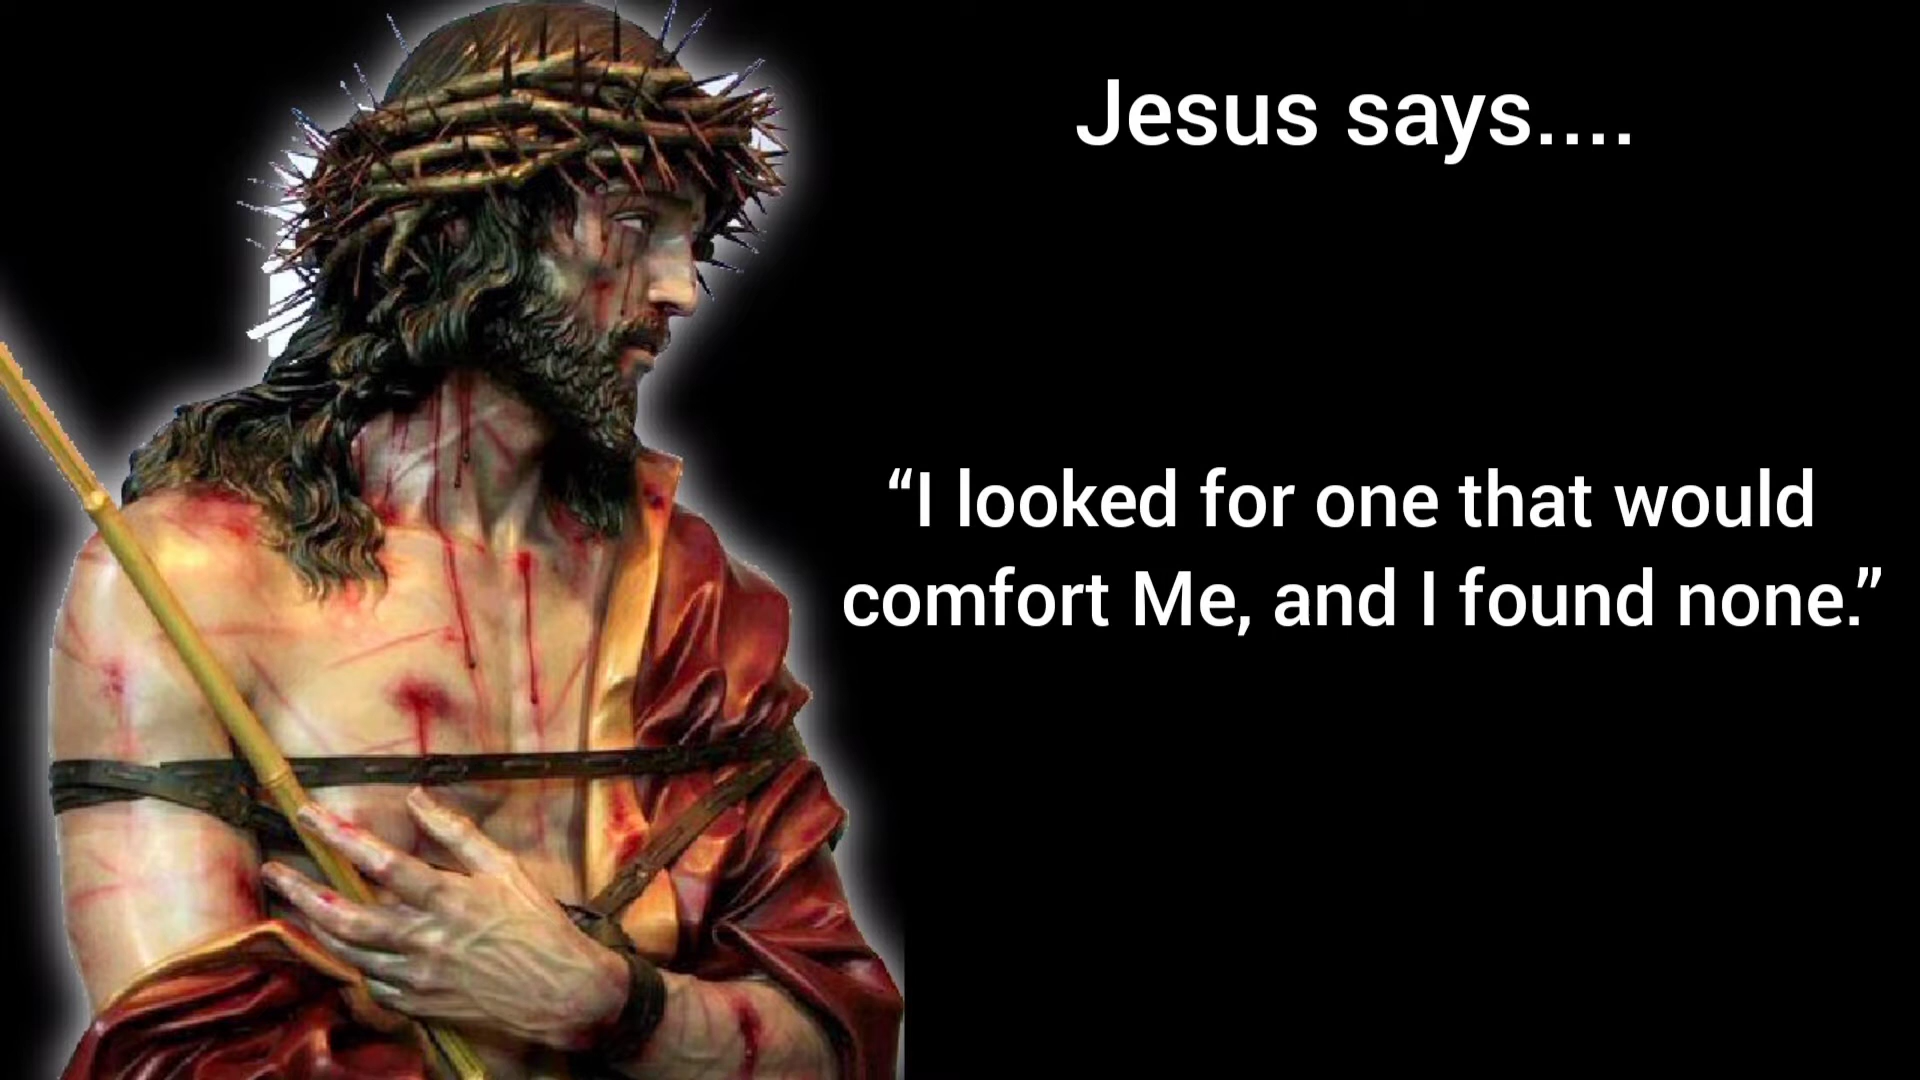 Jesus says....
“I looked for one that would
comfort Me, and I found none.”